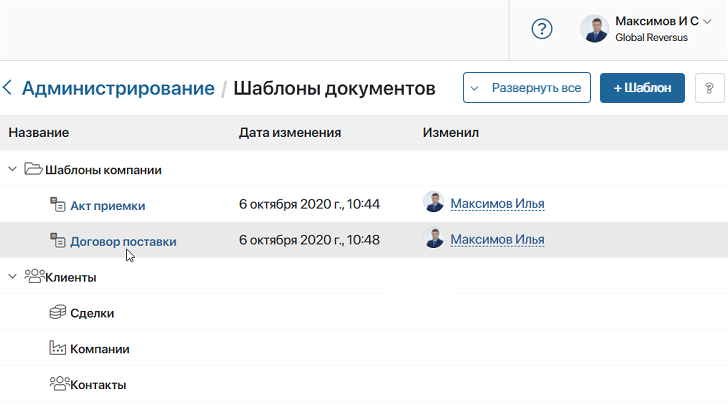 Максимов И С
Global Reversus
Администрирование / Шаблоны документов
Развернуть все
+ Шаблон
?
Название Дата изменения Изменил
Шаблоны компании
Акт приемки 6 октября 2020 г., 10:44 Максимов Илья
Договор поставки 6 октября 2020 г., 10:48 Максимов Илья
Клиенты
Сделки
Компании
Контакты